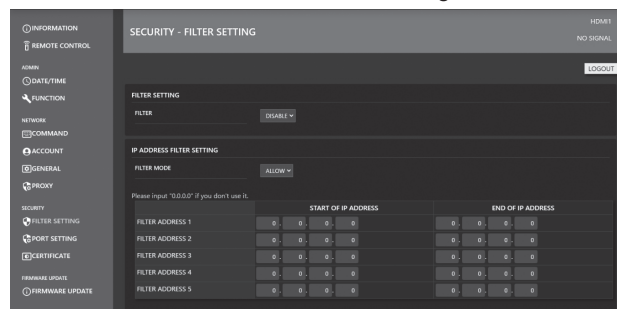 INFORMATION
REMOTE CONTROL
ADMIN
DATE/TIME
FUNCTION
NETWORK
COMMAND
ACCOUNT
GENERAL
PROXY
SECURITY
FILTER SETTING
PORT SETTING
CERTIFICATE
FIRMWARE UPDATE
FIRMWARE UPDATE
SECURITY - FILTER SETTING
HDMI1
NO SIGNAL
LOGOUT
FILTER SETTING
FILTER DISABLE
IP ADDRESS FILTER SETTING
FILTER MODE ALLOW
Please input "0.0.0.0" if you don't use it.
START OF IP ADDRESS END OF IP ADDRESS
FILTER ADDRESS 1 0 . 0 . 0 . 0 0 . 0 . 0 . 0
FILTER ADDRESS 2 0 . 0 . 0 . 0 0 . 0 . 0 . 0
FILTER ADDRESS 3 0 . 0 . 0 . 0 0 . 0 . 0 . 0
FILTER ADDRESS 4 0 . 0 . 0 . 0 0 . 0 . 0 . 0
FILTER ADDRESS 5 0 . 0 . 0 . 0 0 . 0 . 0 . 0